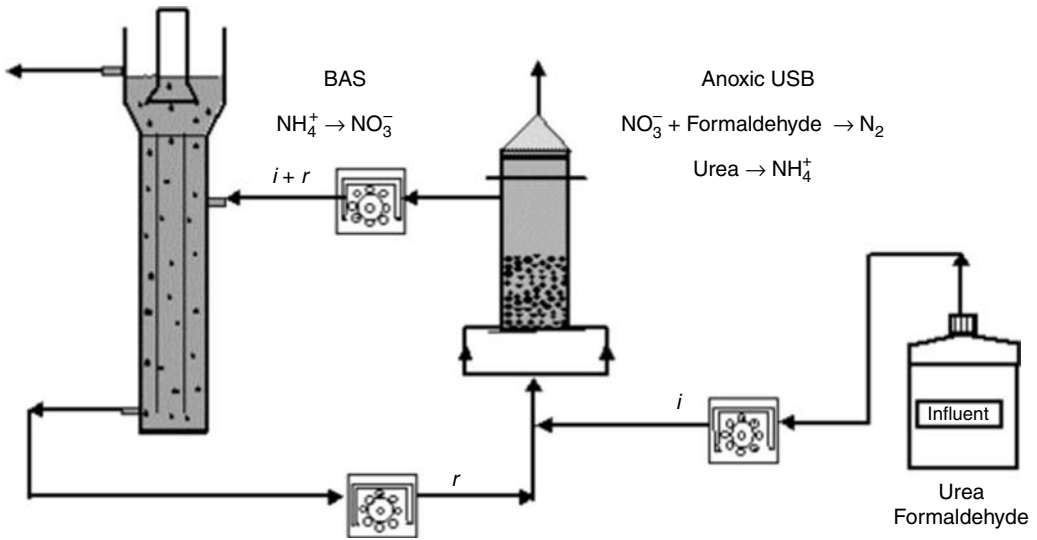 BAS
NH₄⁺ → NO₃⁻
Anoxic USB
NO₃⁻ + Formaldehyde → N₂
Urea → NH₄⁺
i + r
i
r
Influent
Urea
Formaldehyde